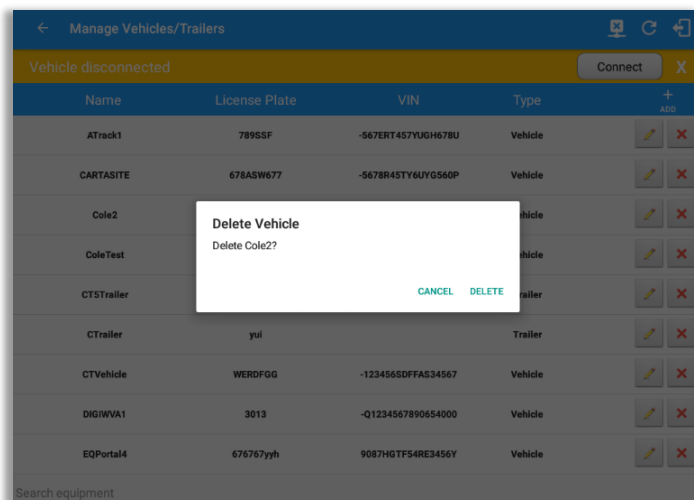 Manage Vehicles/Trailers
Vehicle disconnected Connect X
Name License Plate VIN Type + ADD
ATrack1 789SSF -567ERT457YUGH678U Vehicle
CARTASITE 678ASW677 -5678R45TY6UYG560P Vehicle
Cole2 ehicle
Delete Vehicle
Delete Cole2?
ColeTest ehicle
CANCEL DELETE
CT5Trailer railer
CTrailer yui Trailer
CTVehicle WERDFGG -123456SDFFAS34567 Vehicle
DIGIWVA1 3013 -Q1234567890654000 Vehicle
EQPortal4 676767yyh 9087HGTF54RE3456Y Vehicle
Search equipment